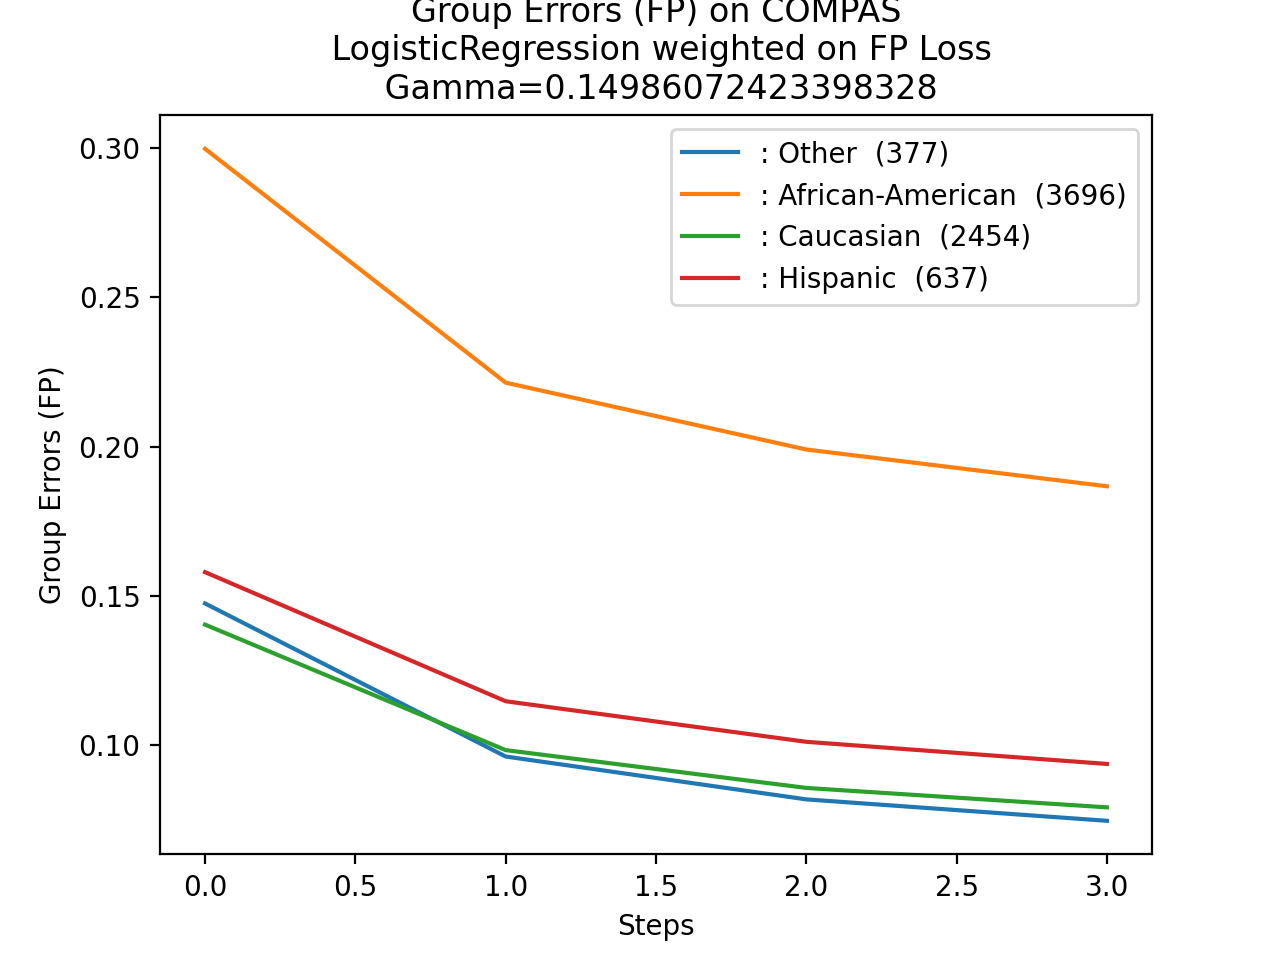 Group Errors (FP) on COMPAS
LogisticRegression weighted on FP Loss
Gamma=0.14986072423398328
: Other (377)
: African-American (3696)
: Caucasian (2454)
: Hispanic (637)
Group Errors (FP)
0.30
0.25
0.20
0.15
0.10
0.0 0.5 1.0 1.5 2.0 2.5 3.0
Steps